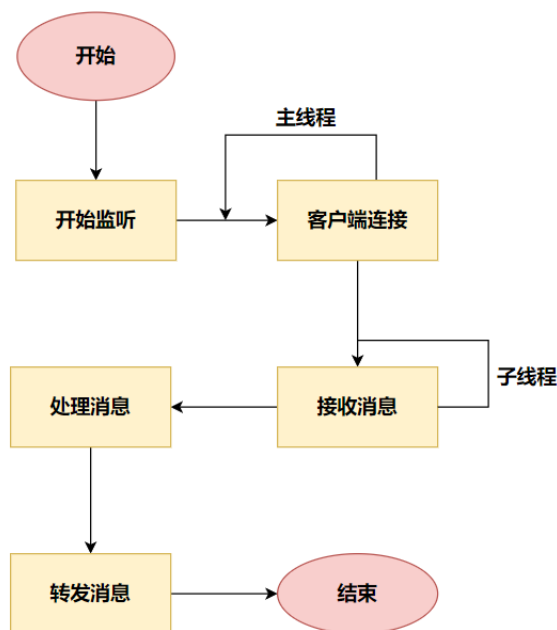 开始
主线程
开始监听
客户端连接
子线程
处理消息
接收消息
转发消息
结束